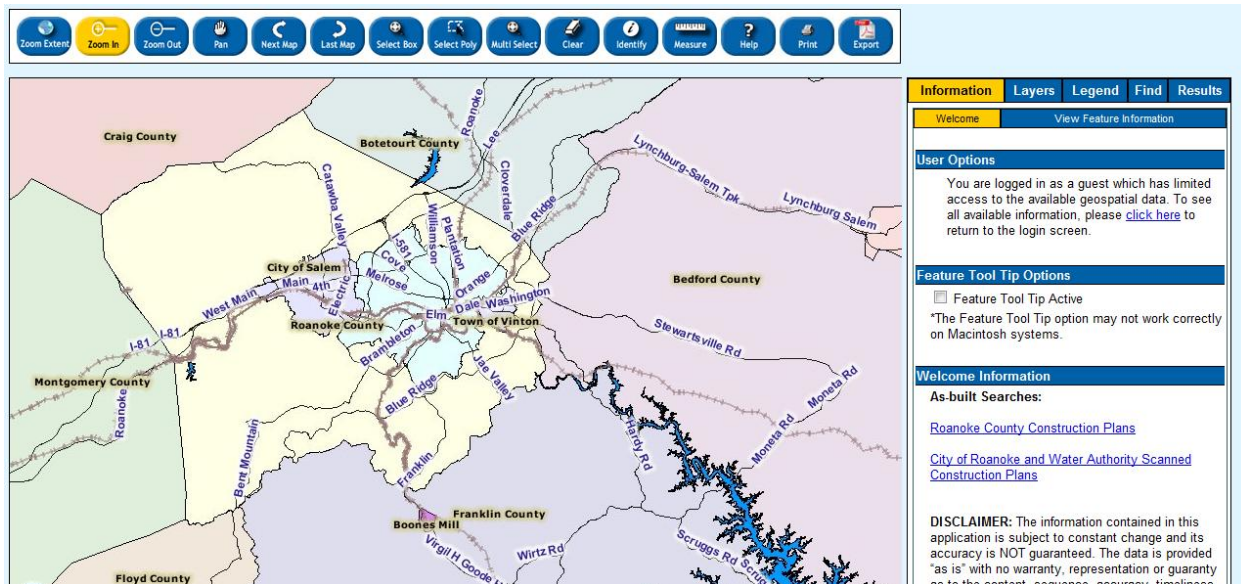 Zoom Extent
Zoom In
Zoom Out
Pan
Next Map
Last Map
Select Box
Select Poly
Multi Select
Clear
Identify
Measure
Help
Print
Export
Information
Layers
Legend
Find
Results
Welcome
View Feature Information
User Options
You are logged in as a guest which has limited
access to the available geospatial data. To see
all available information, please click here to
return to the login screen.
Feature Tool Tip Options
Feature Tool Tip Active
*The Feature Tool Tip option may not work correctly
on Macintosh systems.
Welcome Information
As-built Searches:
Roanoke County Construction Plans
City of Roanoke and Water Authority Scanned
Construction Plans
DISCLAIMER: The information contained in this
application is subject to constant change and its
accuracy is NOT guaranteed. The data is provided
"as is" with no warranty, representation or guaranty
as to the content, sequence, accuracy, timeliness
Craig County
Botetourt County
Roanoke
Lee
Cloverdale
Blue Ridge
Lynchburg-Salem Tpk
Lynchburg Salem
Catawba Valley
Williamson
Plantation
I-581
Cove
Melrose
City of Salem
Main
4th
Electric
West Main
I-81
I-81
Orange
Dale
Washington
Elm
Roanoke County
Town of Vinton
Brambleton
Bedford County
Stewartsville Rd
Montgomery County
Roanoke
Blue Ridge
Jae Valley
Moneta Rd
Moneta Rd
Hardy Rd
Bent Mountain
Franklin
Franklin County
Boones Mill
Virgil H Goode
Wirtz Rd
Scruggs Rd
Floyd County